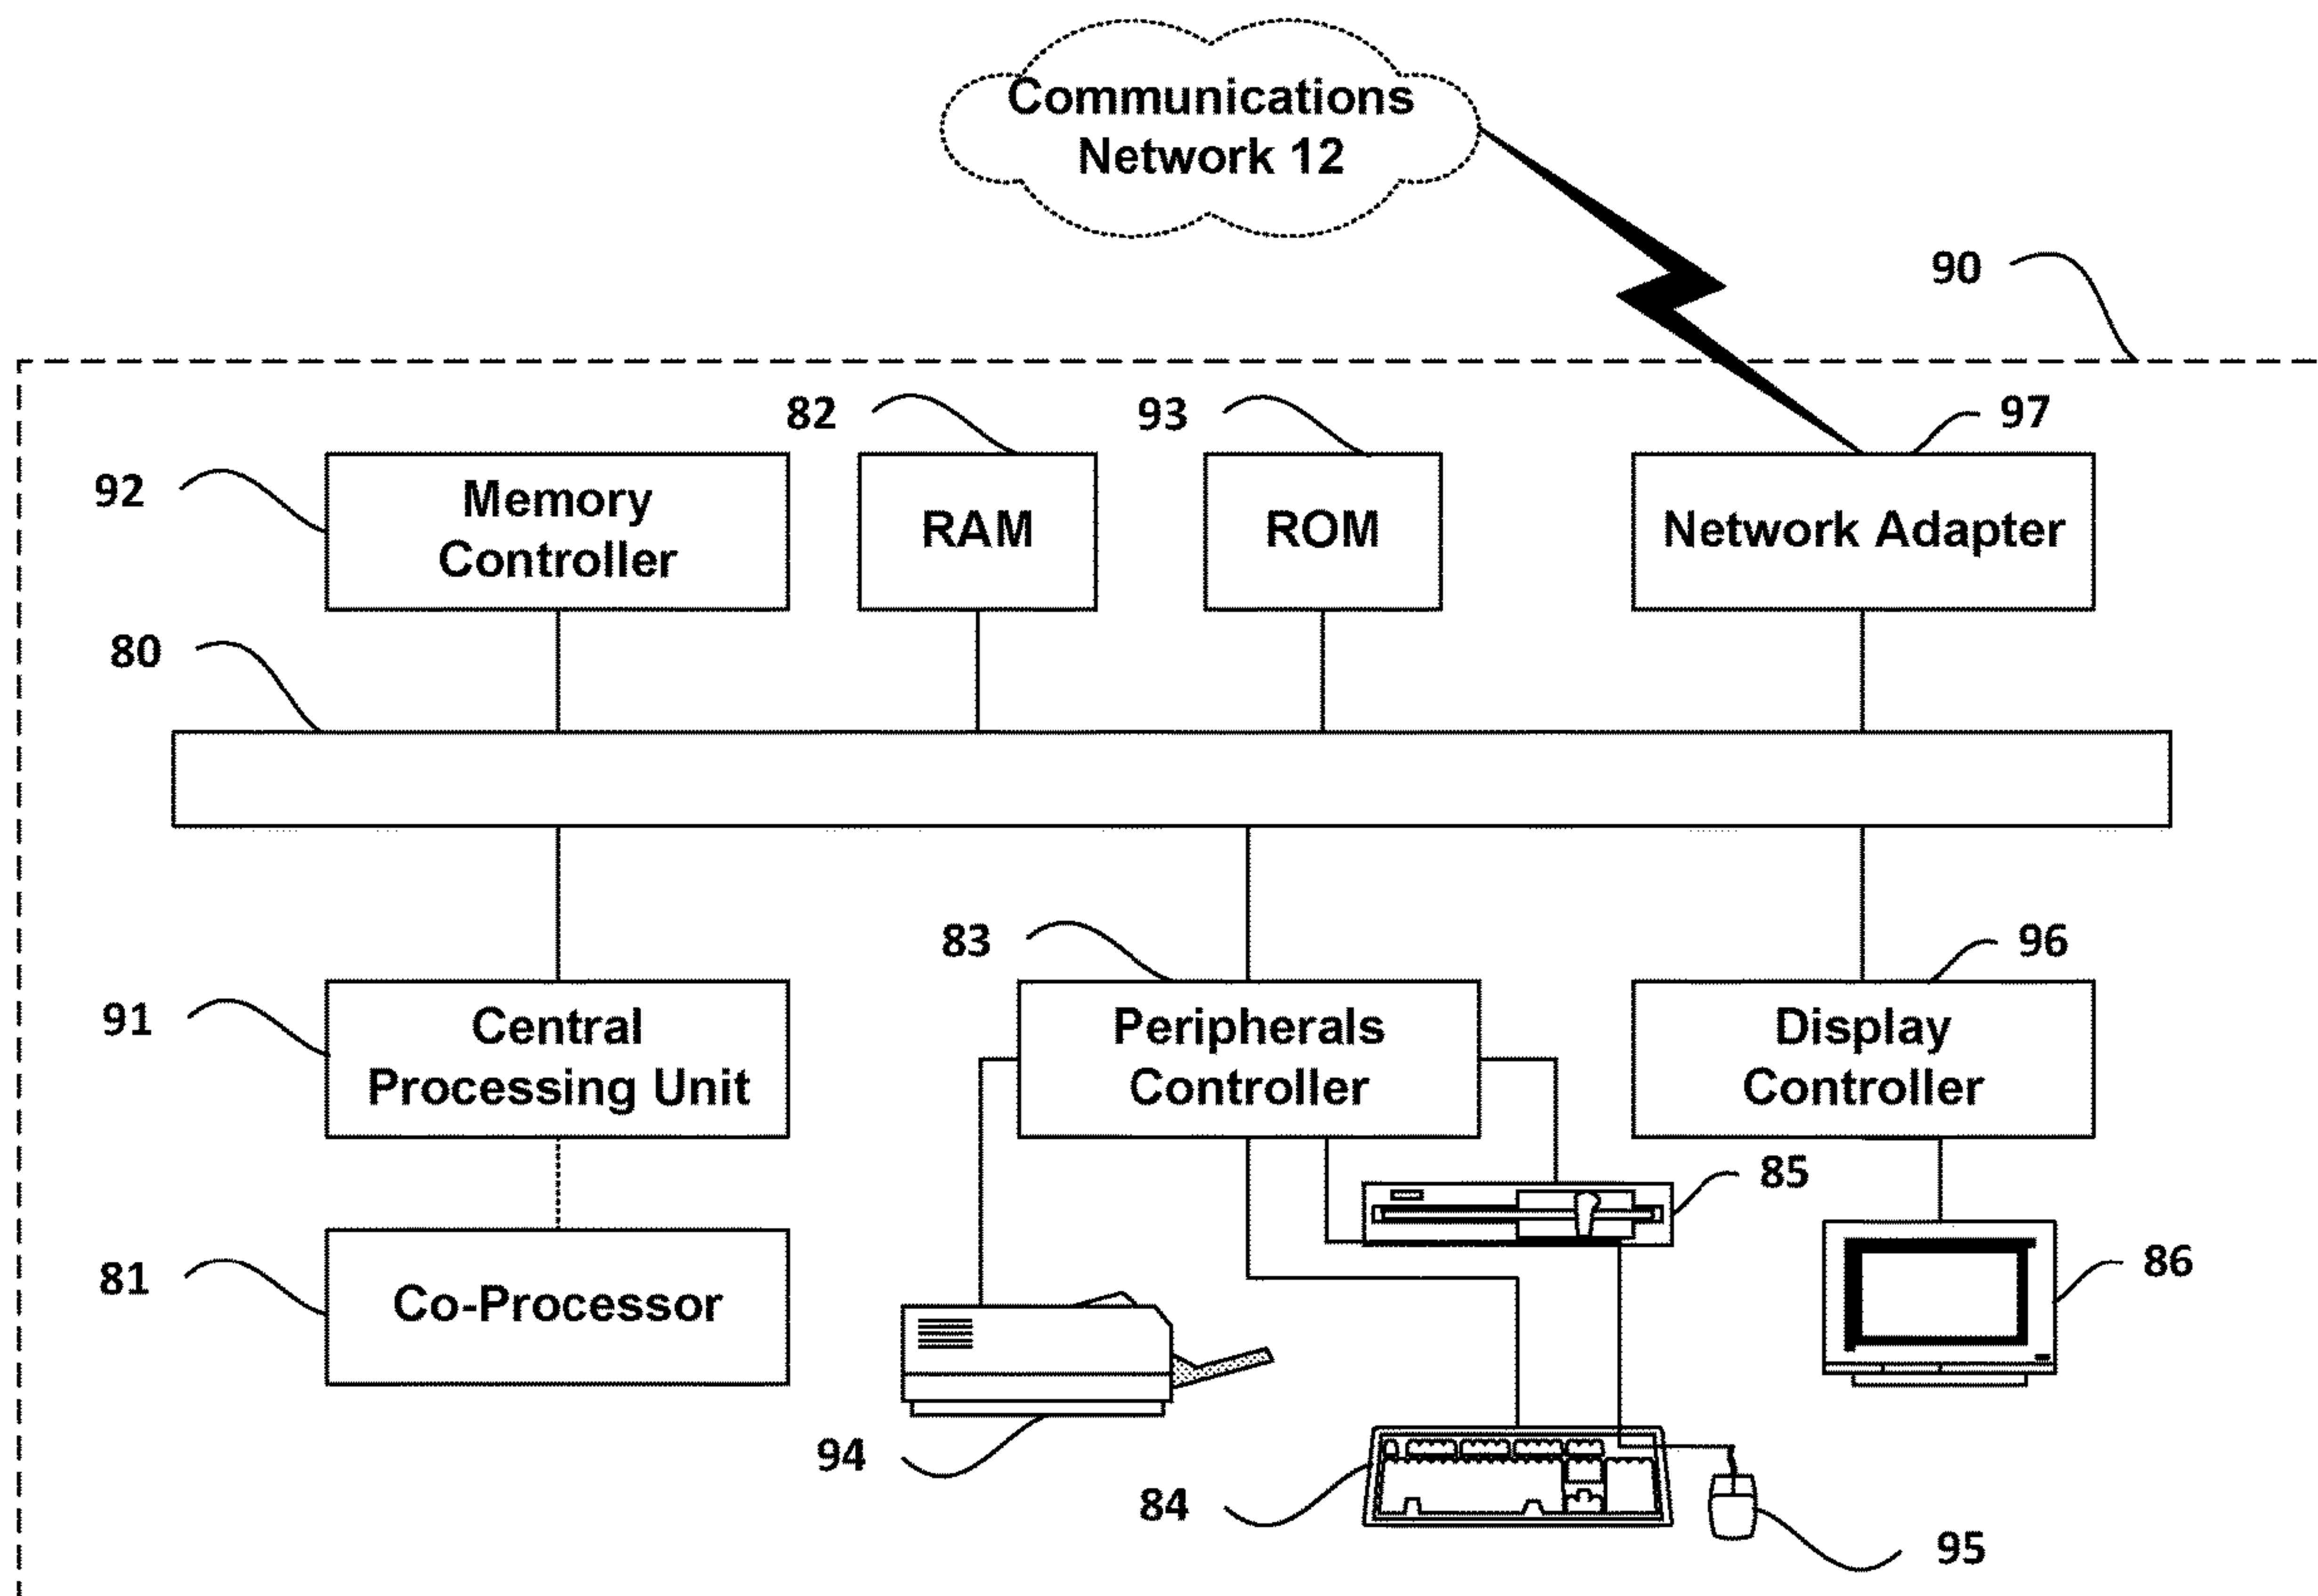 Communications
Network 12
90
82
93
97
92
Memory
Controller
RAM
ROM
Network Adapter
80
83
96
91
Central
Processing Unit
Peripherals
Controller
Display
Controller
85
81
Co-Processor
86
94
84
95